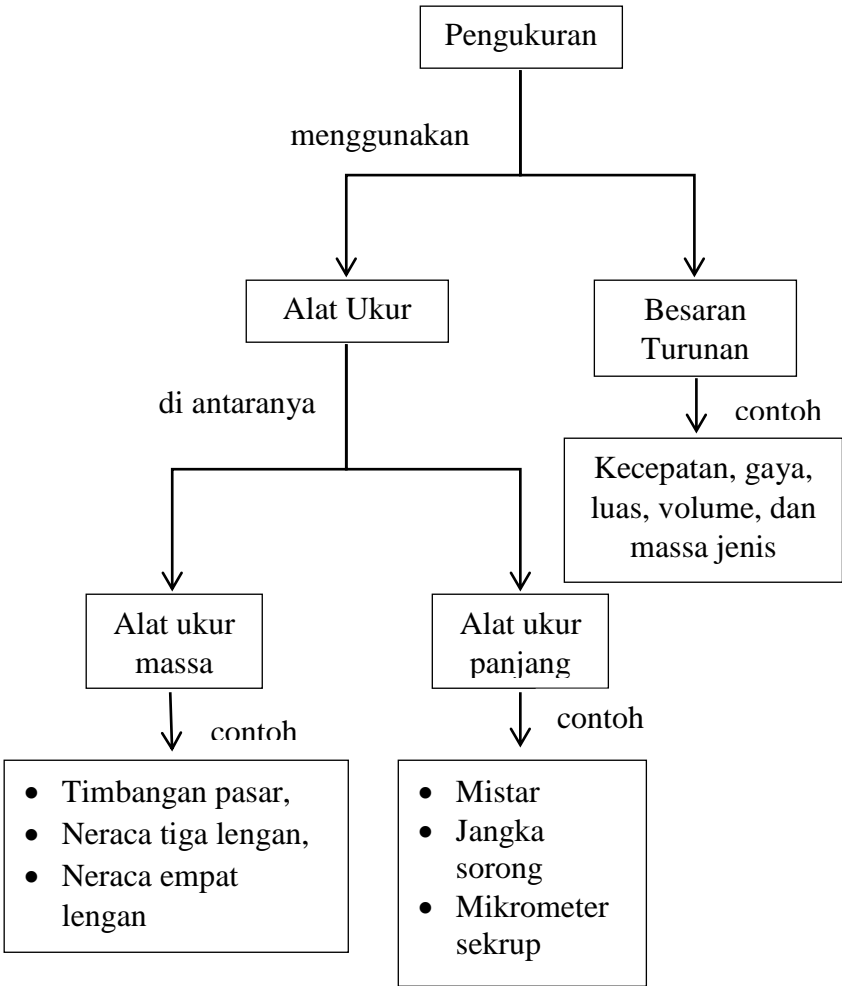 Pengukuran
menggunakan
Alat Ukur
Besaran
Turunan
di antaranya
contoh
Kecepatan, gaya,
luas, volume, dan
massa jenis
Alat ukur
massa
Alat ukur
panjang
contoh
contoh
• Timbangan pasar,
• Neraca tiga lengan,
• Neraca empat
lengan
• Mistar
• Jangka
sorong
• Mikrometer
sekrup